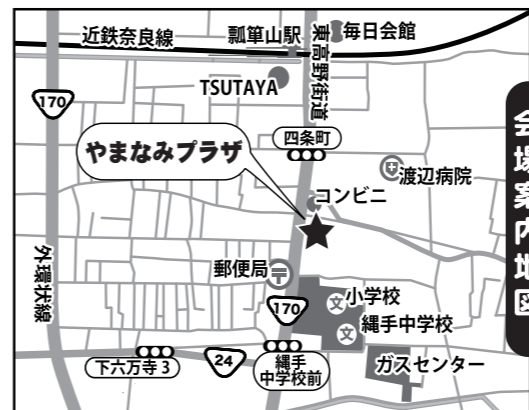 近鉄奈良線
瓢箪山駅
毎日会館
東高野街道
TSUTAYA
170
四条町
やまなみプラザ
渡辺病院
コンビニ
会場案内地図
外環状線
郵便局
小学校
170
縄手中学校
下六万寺3
24
縄手
中学校前
ガスセンター